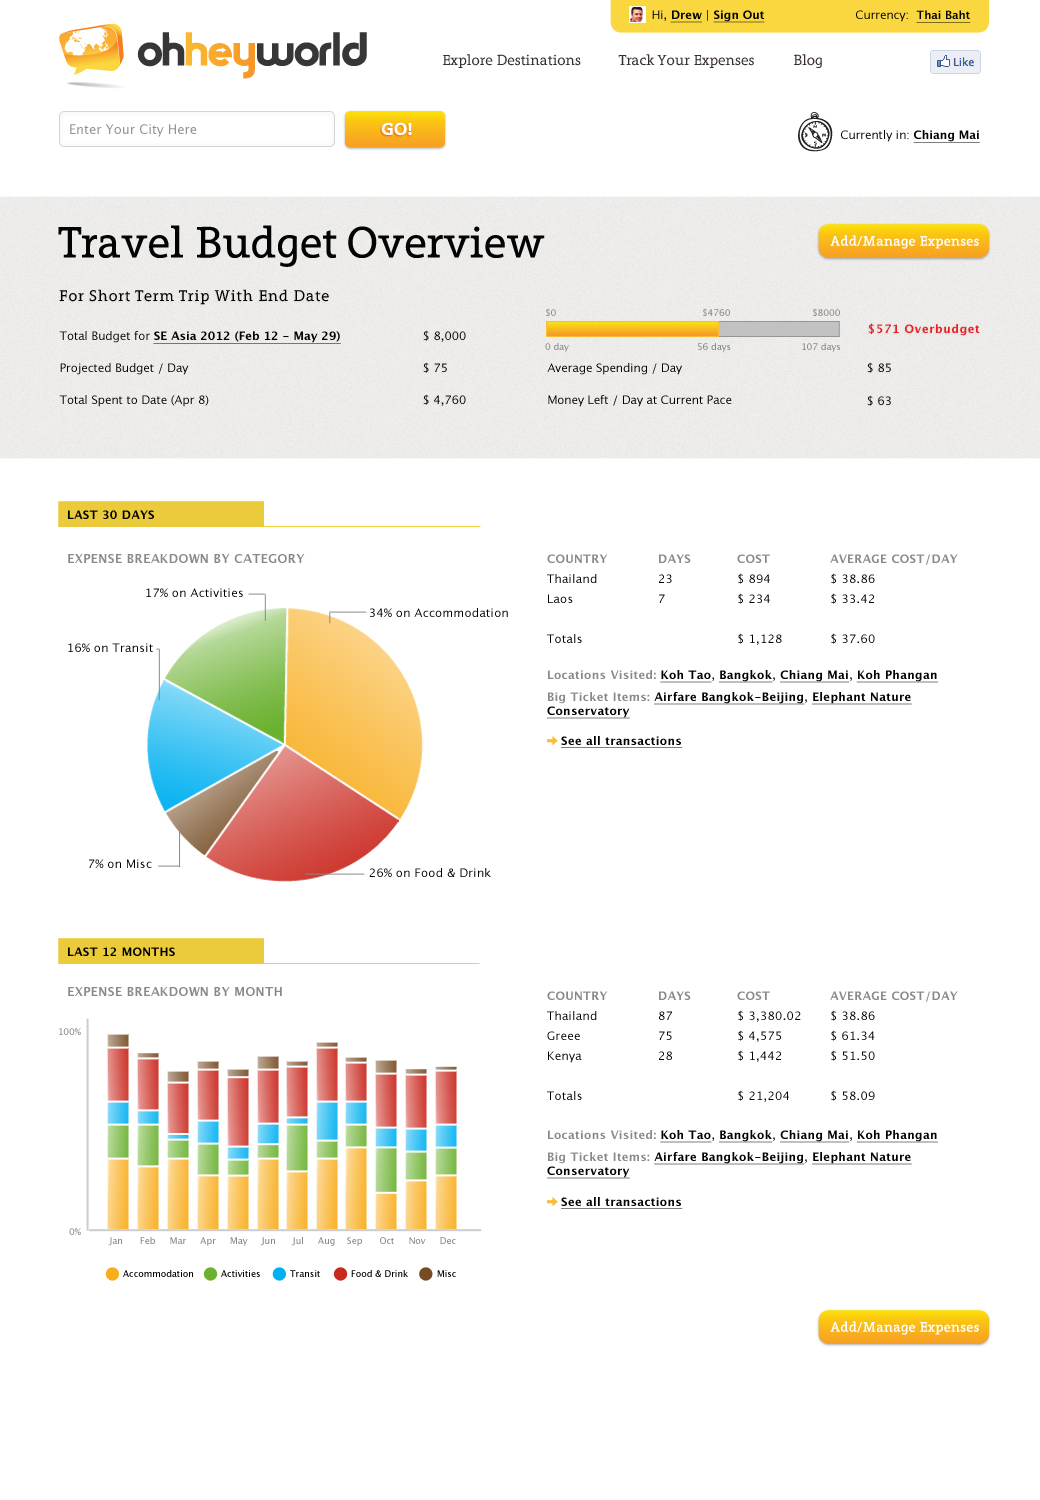 Hi, Drew | Sign Out
Currency: Thai Baht
ohheyworld
Explore Destinations
Track Your Expenses
Blog
Like
Enter Your City Here
GO!
Currently in: Chiang Mai
Travel Budget Overview
Add/Manage Expenses
For Short Term Trip With End Date
$0 $4760 $8000
$571 Overbudget
0 day 56 days 107 days
Total Budget for SE Asia 2012 (Feb 12 – May 29) $ 8,000
Projected Budget / Day $ 75
Average Spending / Day $ 85
Total Spent to Date (Apr 8) $ 4,760
Money Left / Day at Current Pace $ 63
LAST 30 DAYS
EXPENSE BREAKDOWN BY CATEGORY
17% on Activities
34% on Accommodation
16% on Transit
7% on Misc
26% on Food & Drink
COUNTRY DAYS COST AVERAGE COST/DAY
Thailand 23 $ 894 $ 38.86
Laos 7 $ 234 $ 33.42
Totals $ 1,128 $ 37.60
Locations Visited: Koh Tao, Bangkok, Chiang Mai, Koh Phangan
Big Ticket Items: Airfare Bangkok–Beijing, Elephant Nature
Conservatory
See all transactions
LAST 12 MONTHS
EXPENSE BREAKDOWN BY MONTH
100%
0%
Jan Feb Mar Apr May Jun Jul Aug Sep Oct Nov Dec
Accommodation Activities Transit Food & Drink Misc
COUNTRY DAYS COST AVERAGE COST/DAY
Thailand 87 $ 3,380.02 $ 38.86
Greee 75 $ 4,575 $ 61.34
Kenya 28 $ 1,442 $ 51.50
Totals $ 21,204 $ 58.09
Locations Visited: Koh Tao, Bangkok, Chiang Mai, Koh Phangan
Big Ticket Items: Airfare Bangkok–Beijing, Elephant Nature
Conservatory
See all transactions
Add/Manage Expenses